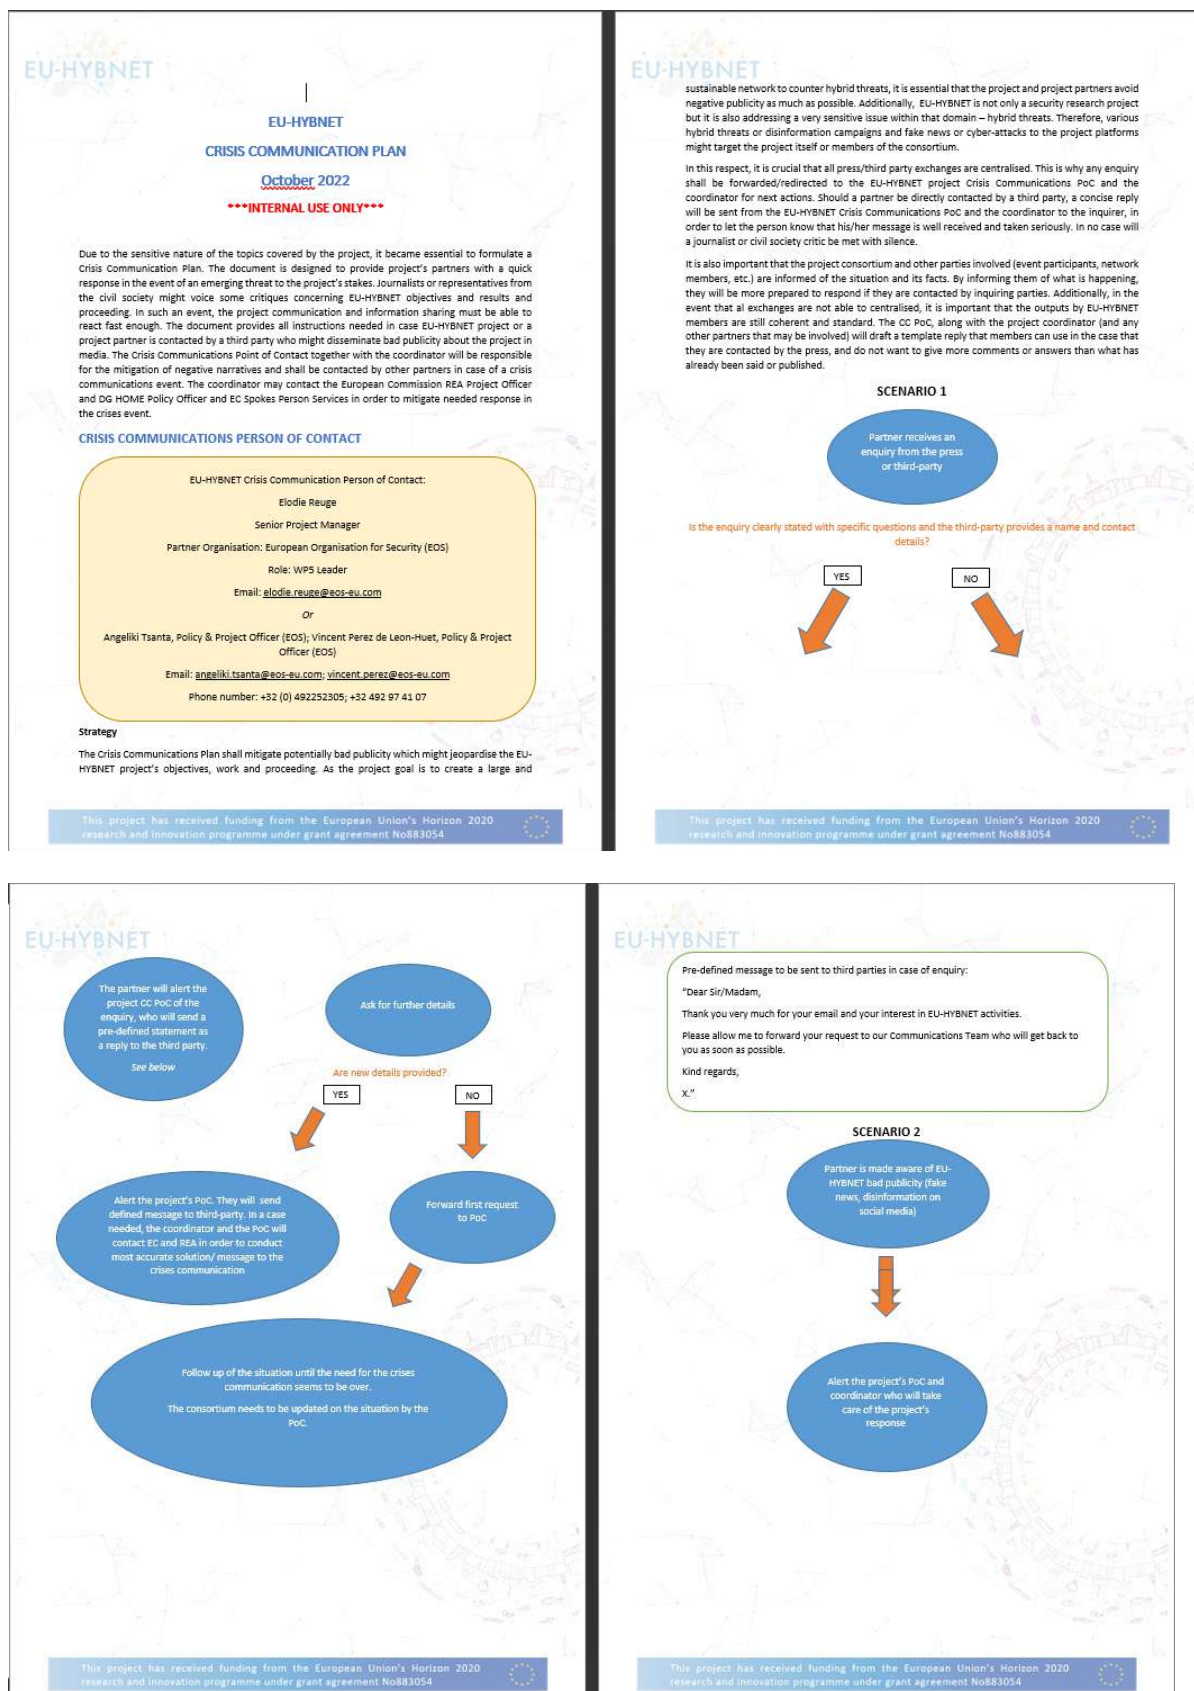 EU-HYBNET
EU-HYBNET
CRISIS COMMUNICATION PLAN
October 2022
***INTERNAL USE ONLY***
Due to the sensitive nature of the topics covered by the project, it became essential to formulate a
Crisis Communication Plan. The document is designed to provide project's partners with a quick
response in the event of an emerging threat to the project's stakes. Journalists or representatives from
the civil society might voice some critiques concerning EU-HYBNET objectives and results and
proceeding. In such an event, the project communication and information sharing must be able to
react fast enough. The document provides all instructions needed in case EU-HYBNET project or a
project partner is contacted by a third party who might disseminate bad publicity about the project in
media. The Crisis Communications Point of Contact together with the coordinator will be responsible
for the mitigation of negative narratives and shall be contacted by other partners in case of a crisis
communications event. The coordinator may contact the European Commission REA Project Officer
and DG HOME Policy Officer and EC Spokes Person Services in order to mitigate needed response in
the crises event.
CRISIS COMMUNICATIONS PERSON OF CONTACT
EU-HYBNET Crisis Communication Person of Contact:
Elodie Reuge
Senior Project Manager
Partner Organisation: European Organisation for Security (EOS)
Role: WP5 Leader
Email: elodie.reuge@eos-eu.com
Or
Angeliki Tsanta, Policy & Project Officer (EOS); Vincent Perez de Leon-Huet, Policy & Project
Officer (EOS)
Email: angeliki.tsanta@eos-eu.com; vincent.perez@eos-eu.com
Phone number: +32 (0) 492252305; +32 492 97 41 07
Strategy
The Crisis Communications Plan shall mitigate potentially bad publicity which might jeopardise the EU-
HYBNET project's objectives, work and proceeding. As the project goal is to create a large and
This project has received funding from the European Union's Horizon 2020
research and innovation programme under grant agreement No883054
EU-HYBNET
sustainable network to counter hybrid threats, it is essential that the project and project partners avoid
negative publicity as much as possible. Additionally, EU-HYBNET is not only a security research project
but it is also addressing a very sensitive issue within that domain – hybrid threats. Therefore, various
hybrid threats or disinformation campaigns and fake news or cyber-attacks to the project platforms
might target the project itself or members of the consortium.
In this respect, it is crucial that all press/third party exchanges are centralised. This is why any enquiry
shall be forwarded/redirected to the EU-HYBNET project Crisis Communications PoC and the
coordinator for next actions. Should a partner be directly contacted by a third party, a concise reply
will be sent from the EU-HYBNET Crisis Communications PoC and the coordinator to the inquirer, in
order to let the person know that his/her message is well received and taken seriously. In no case will
a journalist or civil society critic be met with silence.
It is also important that the project consortium and other parties involved (event participants, network
members, etc.) are informed of the situation and its facts. By informing them of what is happening,
they will be more prepared to respond if they are contacted by inquiring parties. Additionally, in the
event that al exchanges are not able to centralised, it is important that the outputs by EU-HYBNET
members are still coherent and standard. The CC PoC, along with the project coordinator (and any
other partners that may be involved) will draft a template reply that members can use in the case that
they are contacted by the press, and do not want to give more comments or answers than what has
already been said or published.
SCENARIO 1
Partner receives an
enquiry from the press
or third-party
Is the enquiry clearly stated with specific questions and the third-party provides a name and contact
details?
YES
NO
This project has received funding from the European Union's Horizon 2020
research and innovation programme under grant agreement No883054
EU-HYBNET
The partner will alert the
project CC PoC of the
enquiry, who will send a
pre-defined statement as
a reply to the third party.
See below
Ask for further details
Are new details provided?
YES
NO
Alert the project's PoC. They will send
defined message to third-party. In a case
needed, the coordinator and the PoC will
contact EC and REA in order to conduct
most accurate solution/ message to the
crises communication
Forward first request
to PoC
Follow up of the situation until the need for the crises
communication seems to be over.
The consortium needs to be updated on the situation by the
PoC.
This project has received funding from the European Union's Horizon 2020
research and innovation programme under grant agreement No883054
EU-HYBNET
Pre-defined message to be sent to third parties in case of enquiry:
"Dear Sir/Madam,
Thank you very much for your email and your interest in EU-HYBNET activities.
Please allow me to forward your request to our Communications Team who will get back to
you as soon as possible.
Kind regards,
X."
SCENARIO 2
Partner is made aware of EU-
HYBNET bad publicity (fake
news, disinformation on
social media)
Alert the project's PoC and
coordinator who will take
care of the project's
response
This project has received funding from the European Union's Horizon 2020
research and innovation programme under grant agreement No883054